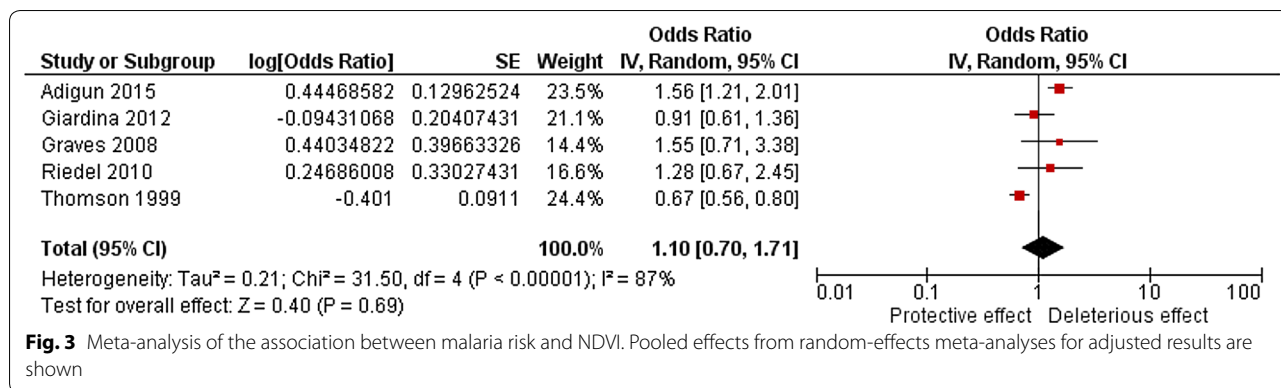 Odds Ratio Odds Ratio
Study or Subgroup log[Odds Ratio] SE Weight IV, Random, 95% CI IV, Random, 95% CI
Adigun 2015 0.44468582 0.12962524 23.5% 1.56 [1.21, 2.01]
Giardina 2012 -0.09431068 0.20407431 21.1% 0.91 [0.61, 1.36]
Graves 2008 0.44034822 0.39663326 14.4% 1.55 [0.71, 3.38]
Riedel 2010 0.24686008 0.33027431 16.6% 1.28 [0.67, 2.45]
Thomson 1999 -0.401 0.0911 24.4% 0.67 [0.56, 0.80]
Total (95% CI) 100.0% 1.10 [0.70, 1.71]
Heterogeneity: Tau² = 0.21; Chi² = 31.50, df = 4 (P < 0.00001); I² = 87%
Test for overall effect: Z = 0.40 (P = 0.69)
0.01 0.1 1 10 100
Protective effect Deleterious effect
Fig. 3 Meta-analysis of the association between malaria risk and NDVI. Pooled effects from random-effects meta-analyses for adjusted results are
shown